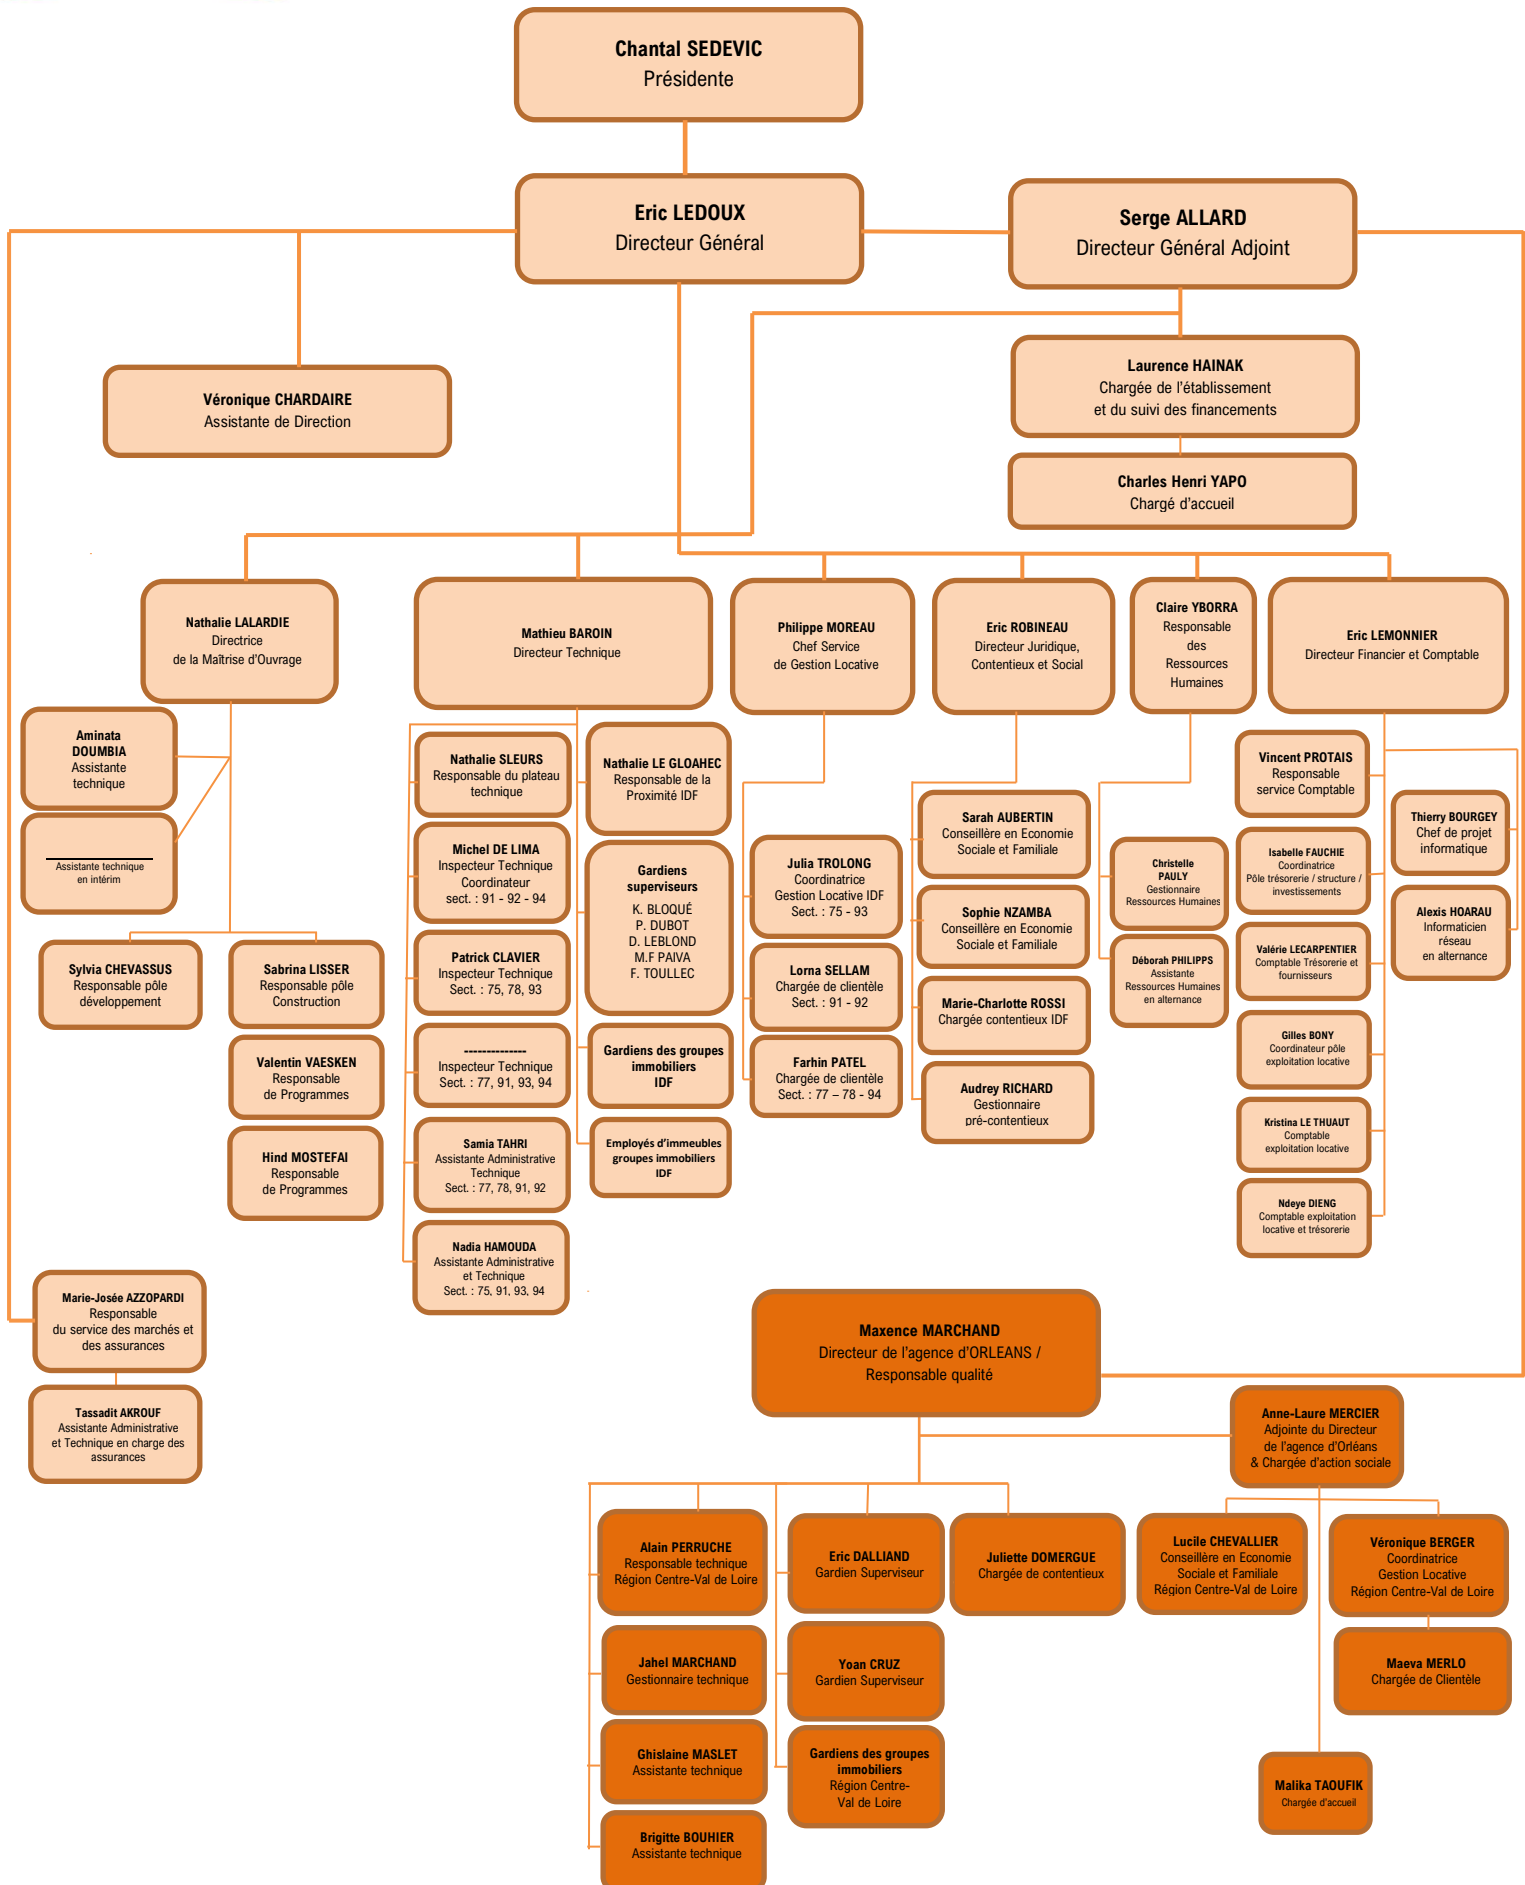 Chantal SEDEVIC
Présidente
Eric LEDOUX
Directeur Général
Serge ALLARD
Directeur Général Adjoint
Véronique CHARDAIRE
Assistante de Direction
Laurence HAINAK
Chargée de l'établissement
et du suivi des financements
Charles Henri YAPO
Chargé d'accueil
Nathalie LALARDIE
Directrice
de la Maîtrise d'Ouvrage
Mathieu BAROIN
Directeur Technique
Philippe MOREAU
Chef Service
de Gestion Locative
Eric ROBINEAU
Directeur Juridique,
Contentieux et Social
Claire YBORRA
Responsable
des
Ressources
Humaines
Eric LEMONNIER
Directeur Financier et Comptable
Aminata
DOUMBIA
Assistante
technique
Assistante technique
en intérim
Sylvia CHEVASSUS
Responsable pôle
développement
Sabrina LISSER
Responsable pôle
Construction
Valentin VAESKEN
Responsable
de Programmes
Hind MOSTEFAI
Responsable
de Programmes
Nathalie SLEURS
Responsable du plateau
technique
Michel DE LIMA
Inspecteur Technique
Coordinateur
sect. : 91 - 92 - 94
Patrick CLAVIER
Inspecteur Technique
Sect. : 75, 78, 93
--------------
Inspecteur Technique
Sect. : 77, 91, 93, 94
Samia TAHRI
Assistante Administrative
Technique
Sect. : 77, 78, 91, 92
Nadia HAMOUDA
Assistante Administrative
et Technique
Sect. : 75, 91, 93, 94
Nathalie LE GLOAHEC
Responsable de la
Proximité IDF
Gardiens
superviseurs
K. BLOQUÉ
P. DUBOT
D. LEBLOND
M.F PAIVA
F. TOULLEC
Gardiens des groupes
immobiliers
IDF
Employés d'immeubles
groupes immobiliers
IDF
Julia TROLONG
Coordinatrice
Gestion Locative IDF
Sect. : 75 - 93
Lorna SELLAM
Chargée de clientèle
Sect. : 91 - 92
Farhin PATEL
Chargée de clientèle
Sect. : 77 – 78 - 94
Sarah AUBERTIN
Conseillère en Economie
Sociale et Familiale
Sophie NZAMBA
Conseillère en Economie
Sociale et Familiale
Marie-Charlotte ROSSI
Chargée contentieux IDF
Audrey RICHARD
Gestionnaire
pré-contentieux
Christelle
PAULY
Gestionnaire
Ressources Humaines
Déborah PHILIPPS
Assistante
Ressources Humaines
en alternance
Vincent PROTAIS
Responsable
service Comptable
Isabelle FAUCHIE
Coordinatrice
Pôle trésorerie / structure /
investissements
Valérie LECARPENTIER
Comptable Trésorerie et
fournisseurs
Gilles BONY
Coordinateur pôle
exploitation locative
Kristina LE THUAUT
Comptable
exploitation locative
Ndeye DIENG
Comptable exploitation
locative et trésorerie
Thierry BOURGEY
Chef de projet
informatique
Alexis HOARAU
Informaticien
réseau
en alternance
Marie-Josée AZZOPARDI
Responsable
du service des marchés et
des assurances
Tassadit AKROUF
Assistante Administrative
et Technique en charge des
assurances
Maxence MARCHAND
Directeur de l'agence d'ORLEANS /
Responsable qualité
Anne-Laure MERCIER
Adjointe du Directeur
de l'agence d'Orléans
& Chargée d'action sociale
Alain PERRUCHE
Responsable technique
Région Centre-Val de Loire
Jahel MARCHAND
Gestionnaire technique
Ghislaine MASLET
Assistante technique
Brigitte BOUHIER
Assistante technique
Eric DALLIAND
Gardien Superviseur
Yoan CRUZ
Gardien Superviseur
Gardiens des groupes
immobiliers
Région Centre-
Val de Loire
Juliette DOMERGUE
Chargée de contentieux
Lucile CHEVALLIER
Conseillère en Economie
Sociale et Familiale
Région Centre-Val de Loire
Véronique BERGER
Coordinatrice
Gestion Locative
Région Centre-Val de Loire
Maeva MERLO
Chargée de Clientèle
Malika TAOUFIK
Chargée d'accueil